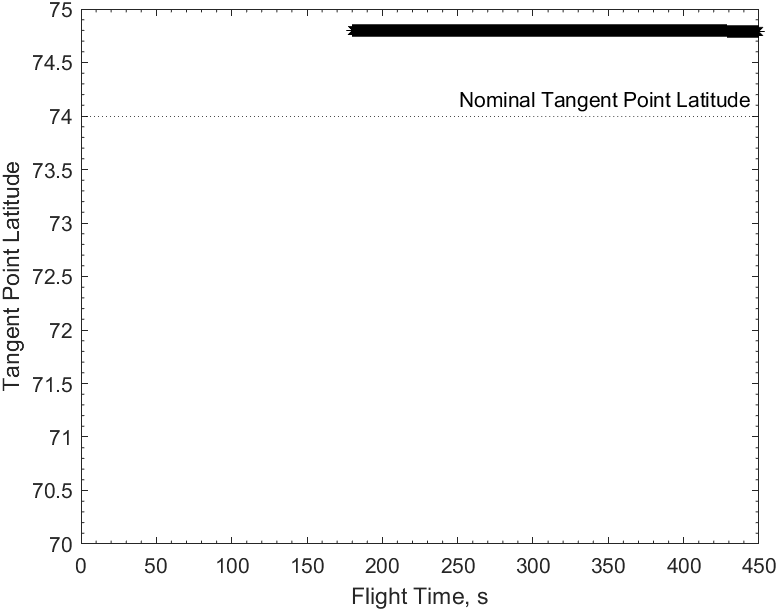 75
74.5
Nominal Tangent Point Latitude
74
73.5
73
72.5
72
71.5
71
70.5
70
Tangent Point Latitude
0 50 100 150 200 250 300 350 400 450
Flight Time, s